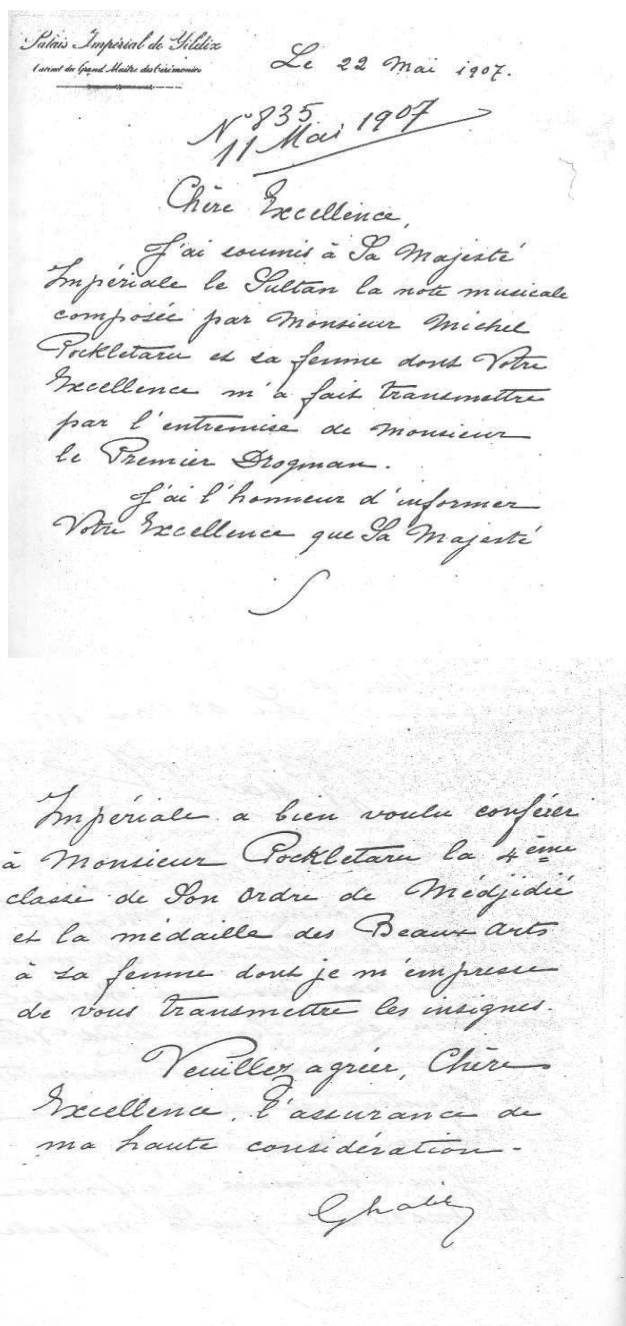 Palais Impérial de Yildiz
Cabinet du Grand Maître des Cérémonies
Le 22 Mai 1907.
N° 835
11 Mai 1907
Chère Excellence,
J'ai soumis à Sa Majesté
Impériale le Sultan la note musicale
composée par Monsieur Michel
Pockletaru et sa femme dont Votre
Excellence m'a fait transmettre
par l'entremise de Monsieur
le Premier Drogman.
J'ai l'honneur d'informer
Votre Excellence que Sa Majesté
Impériale a bien voulu conférer
à Monsieur Pockletaru la 4ème
classe de Son Ordre de Médjidié
et la médaille des Beaux Arts
à sa femme dont je m'empresse
de vous transmettre les insignes.
Veuillez agréer, Chère
Excellence, l'assurance de
ma haute considération.
Ghalib